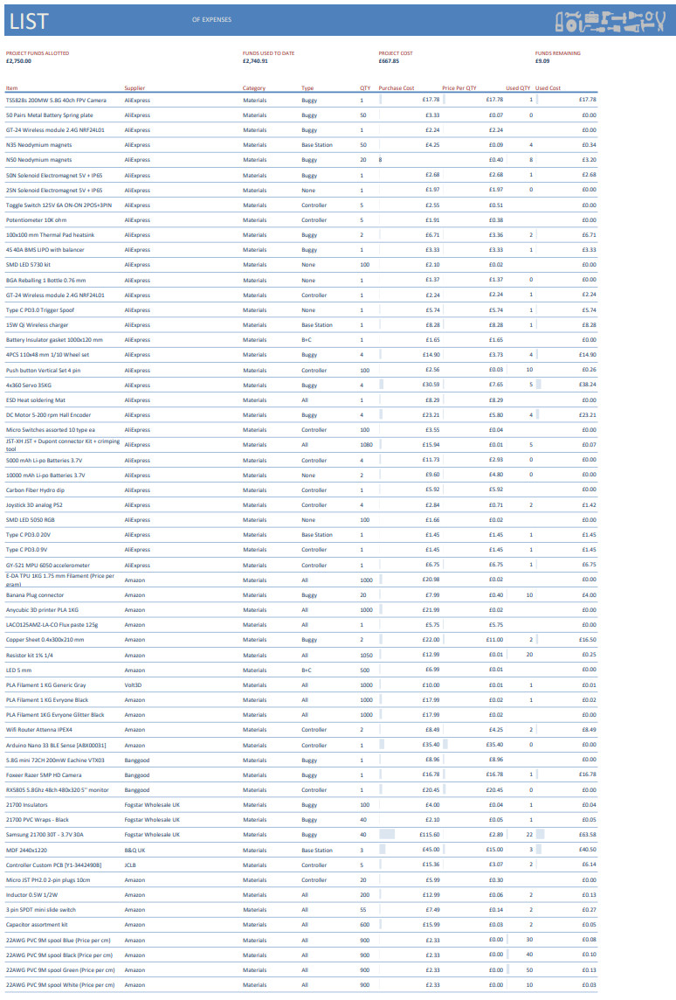 LIST OF EXPENSES
PROJECT FUNDS ALLOTTED FUNDS USED TO DATE PROJECT COST FUNDS REMAINING
£2,750.00 £2,740.91 £667.85 £9.09
Item Supplier Category Type QTY Purchase Cost Price Per QTY Used QTY Used Cost
TS5828s 200MW 5.8G 40ch FPV Camera AliExpress Materials Buggy 1 £17.78 £17.78 1 £17.78
50 Pairs Metal Battery Spring plate AliExpress Materials Buggy 50 £3.33 £0.07 0 £0.00
GT-24 Wireless module 2.4G NRF24L01 AliExpress Materials Buggy 1 £2.24 £2.24 £0.00
N35 Neodymium magnets AliExpress Materials Base Station 50 £4.25 £0.09 4 £0.34
N50 Neodymium magnets AliExpress Materials Buggy 20 8 £0.40 8 £3.20
50N Solenoid Electromagnet 5V + IP65 AliExpress Materials Buggy 1 £2.68 £2.68 1 £2.68
25N Solenoid Electromagnet 5V + IP65 AliExpress Materials None 1 £1.97 £1.97 0 £0.00
Toggle Switch 125V 6A ON-ON 2POS+3PIN AliExpress Materials Controller 5 £2.55 £0.51 £0.00
Potentiometer 10K ohm AliExpress Materials Controller 5 £1.91 £0.38 £0.00
100x100 mm Thermal Pad heatsink AliExpress Materials Buggy 2 £6.71 £3.36 2 £6.71
4S 40A BMS LIPO with balancer AliExpress Materials Buggy 1 £3.33 £3.33 1 £3.33
SMD LED 5730 kit AliExpress Materials None 100 £2.10 £0.02 £0.00
BGA Reballing 1 Bottle 0.76 mm AliExpress Materials None 1 £1.37 £1.37 0 £0.00
GT-24 Wireless module 2.4G NRF24L01 AliExpress Materials Controller 1 £2.24 £2.24 1 £2.24
Type C PD3.0 Trigger Spoof AliExpress Materials None 1 £5.74 £5.74 1 £5.74
15W Qi Wireless charger AliExpress Materials Base Station 1 £8.28 £8.28 1 £8.28
Battery Insulator gasket 1000x120 mm AliExpress Materials B+C 1 £1.65 £1.65 £0.00
4PCS 110x48 mm 1/10 Wheel set AliExpress Materials Buggy 4 £14.90 £3.73 4 £14.90
Push button Vertical Set 4 pin AliExpress Materials Controller 100 £2.56 £0.03 10 £0.26
4x360 Servo 35KG AliExpress Materials Buggy 4 £30.59 £7.65 5 £38.24
ESD Heat soldering Mat AliExpress Materials All 1 £8.29 £8.29 £0.00
DC Motor 5-200 rpm Hall Encoder AliExpress Materials Buggy 4 £23.21 £5.80 4 £23.21
Micro Switches assorted 10 type ea AliExpress Materials Controller 100 £3.55 £0.04 £0.00
JST-XH JST + Dupont connector Kit + crimping
tool AliExpress Materials All 1080 £15.94 £0.01 5 £0.07
5000 mAh Li-po Batteries 3.7V AliExpress Materials Controller 4 £11.73 £2.93 0 £0.00
10000 mAh Li-po Batteries 3.7V AliExpress Materials None 2 £9.60 £4.80 0 £0.00
Carbon Fiber Hydro dip AliExpress Materials Controller 1 £5.92 £5.92 £0.00
Joystick 3D analog PS2 AliExpress Materials Controller 4 £2.84 £0.71 2 £1.42
SMD LED 5050 RGB AliExpress Materials None 100 £1.66 £0.02 £0.00
Type C PD3.0 20V AliExpress Materials Base Station 1 £1.45 £1.45 1 £1.45
Type C PD3.0 9V AliExpress Materials Controller 1 £1.45 £1.45 1 £1.45
GY-521 MPU 6050 accelerometer AliExpress Materials Controller 1 £6.75 £6.75 1 £6.75
E-DA TPU 1KG 1.75 mm Filament (Price per
gram) Amazon Materials All 1000 £20.98 £0.02 £0.00
Banana Plug connector Amazon Materials Buggy 20 £7.99 £0.40 10 £4.00
Anycubic 3D printer PLA 1KG Amazon Materials All 1000 £21.99 £0.02 £0.00
LACO125AMZ-LA-CO Flux paste 125g Amazon Materials All 1 £5.75 £5.75 £0.00
Copper Sheet 0.4x300x210 mm Amazon Materials Buggy 2 £22.00 £11.00 2 £16.50
Resistor kit 1% 1/4 Amazon Materials All 1050 £12.99 £0.01 20 £0.25
LED 5 mm Amazon Materials B+C 500 £6.99 £0.01 £0.00
PLA Filament 1 KG Generic Gray Volt3D Materials All 1000 £10.00 £0.01 1 £0.01
PLA Filament 1 KG Evryone Black Amazon Materials All 1000 £17.99 £0.02 1 £0.02
PLA Filament 1KG Evryone Glitter Black Amazon Materials All 1000 £17.99 £0.02 £0.00
Wifi Router Attenna IPEX4 Amazon Materials Controller 2 £8.49 £4.25 2 £8.49
Arduino Nano 33 BLE Sense [ABX00031] Amazon Materials Controller 1 £35.40 £35.40 0 £0.00
5.8G mini 72CH 200mW Eachine VTX03 Banggood Materials Buggy 1 £8.96 £8.96 £0.00
Foxeer Razer 5MP HD Camera Banggood Materials Buggy 1 £16.78 £16.78 1 £16.78
RX5805 5.8Ghz 48ch 480x320 5" monitor Banggood Materials Controller 1 £20.45 £20.45 0 £0.00
21700 Insulators Fogstar Wholesale UK Materials Buggy 100 £4.00 £0.04 1 £0.04
21700 PVC Wraps - Black Fogstar Wholesale UK Materials Buggy 40 £2.10 £0.05 1 £0.05
Samsung 21700 30T - 3.7V 30A Fogstar Wholesale UK Materials Buggy 40 £115.60 £2.89 22 £63.58
MDF 2440x1220 B&Q UK Materials Base Station 3 £45.00 £15.00 3 £40.50
Controller Custom PCB [Y1-3442490B] JCLB Materials Controller 5 £15.36 £3.07 2 £6.14
Micro JST PH2.0 2-pin plugs 10cm Amazon Materials Controller 20 £5.99 £0.30 £0.00
Inductor 0.5W 1/2W Amazon Materials All 200 £12.99 £0.06 2 £0.13
3 pin SPDT mini slide switch Amazon Materials All 55 £7.49 £0.14 2 £0.27
Capacitor assortment kit Amazon Materials All 600 £15.99 £0.03 2 £0.05
22AWG PVC 9M spool Blue (Price per cm) Amazon Materials All 900 £2.33 £0.00 30 £0.08
22AWG PVC 9M spool Black (Price per cm) Amazon Materials All 900 £2.33 £0.00 40 £0.10
22AWG PVC 9M spool Green (Price per cm) Amazon Materials All 900 £2.33 £0.00 50 £0.13
22AWG PVC 9M spool White (Price per cm) Amazon Materials All 900 £2.33 £0.00 10 £0.03